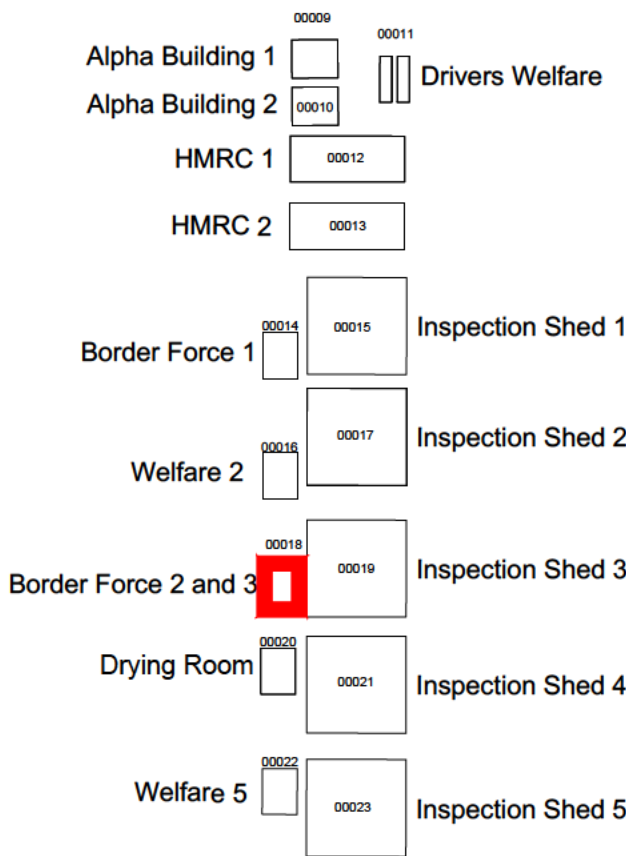 00009
00011
Alpha Building 1
Drivers Welfare
Alpha Building 2
00010
HMRC 1
00012
HMRC 2
00013
00014
00015
Inspection Shed 1
Border Force 1
00017
Inspection Shed 2
00016
Welfare 2
00018
00019
Inspection Shed 3
Border Force 2 and 3
00020
Drying Room
00021
Inspection Shed 4
00022
Welfare 5
00023
Inspection Shed 5